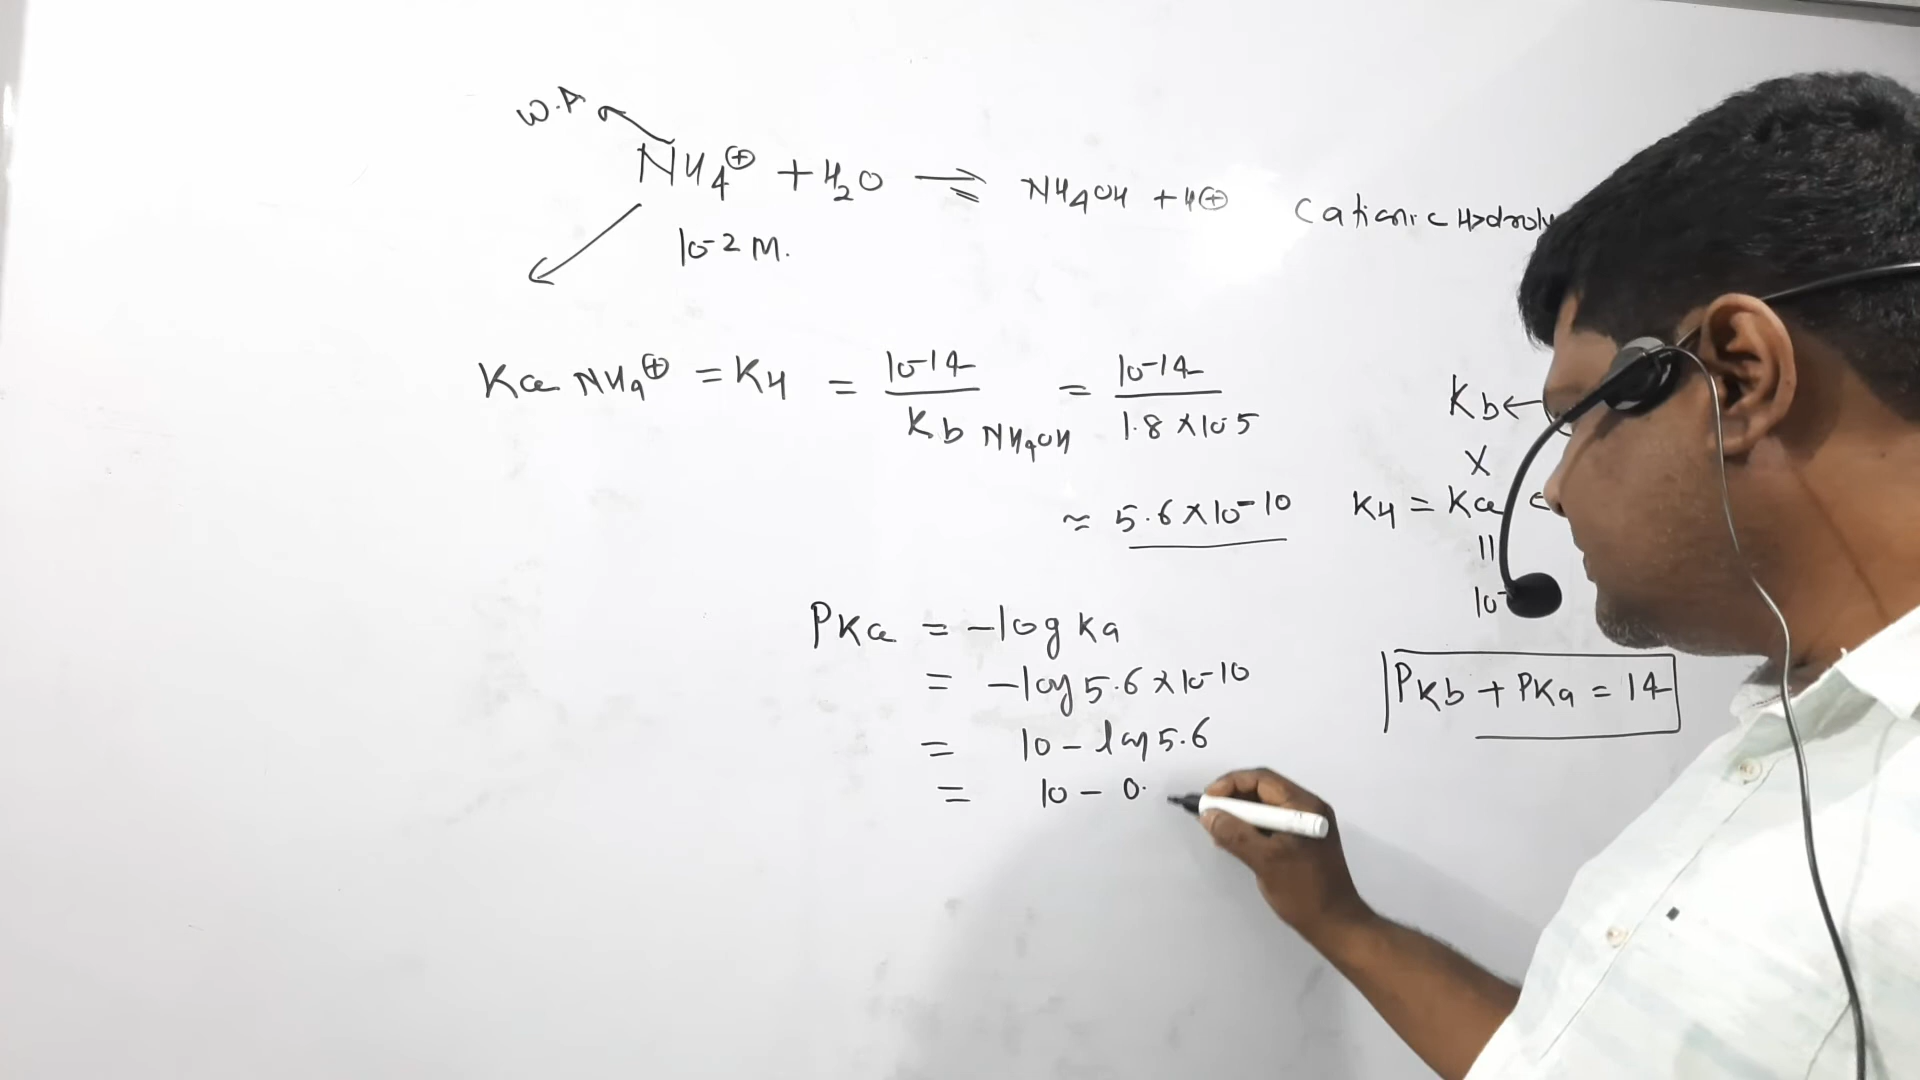 W.A
NH4⊕ + H2O ⇌ NH4OH + H⊕
Cationic Hydroly
10-2 M.
Ka NH4⊕ = KH = 10-14 / Kb NH4OH = 10-14 / 1.8 × 10-5
Kb ←
×
≈ 5.6 × 10-10
KH = Ka
||
10-
PKa = -log Ka
= -log 5.6 × 10-10
PKb + PKa = 14
= 10 - log 5.6
= 10 - 0.